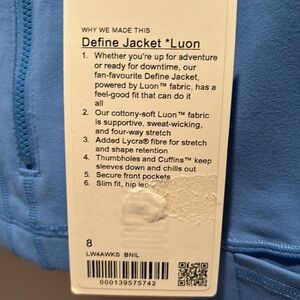 WHY WE MADE THIS
Define Jacket *Luon
1. Whether you're up for adventure
or ready for downtime, our
fan-favourite Define Jacket,
powered by Luon™ fabric, has a
feel-good fit that can do it
all
2. Our cottony-soft Luon™ fabric
is supportive, sweat-wicking,
and four-way stretch
3. Added Lycra® fibre for stretch
and shape retention
4. Thumbholes and Cuffins™ keep
sleeves down and chills out
5. Secure front pockets
6. Slim fit, hip
8
LW4AWKS BNIL
000139575742